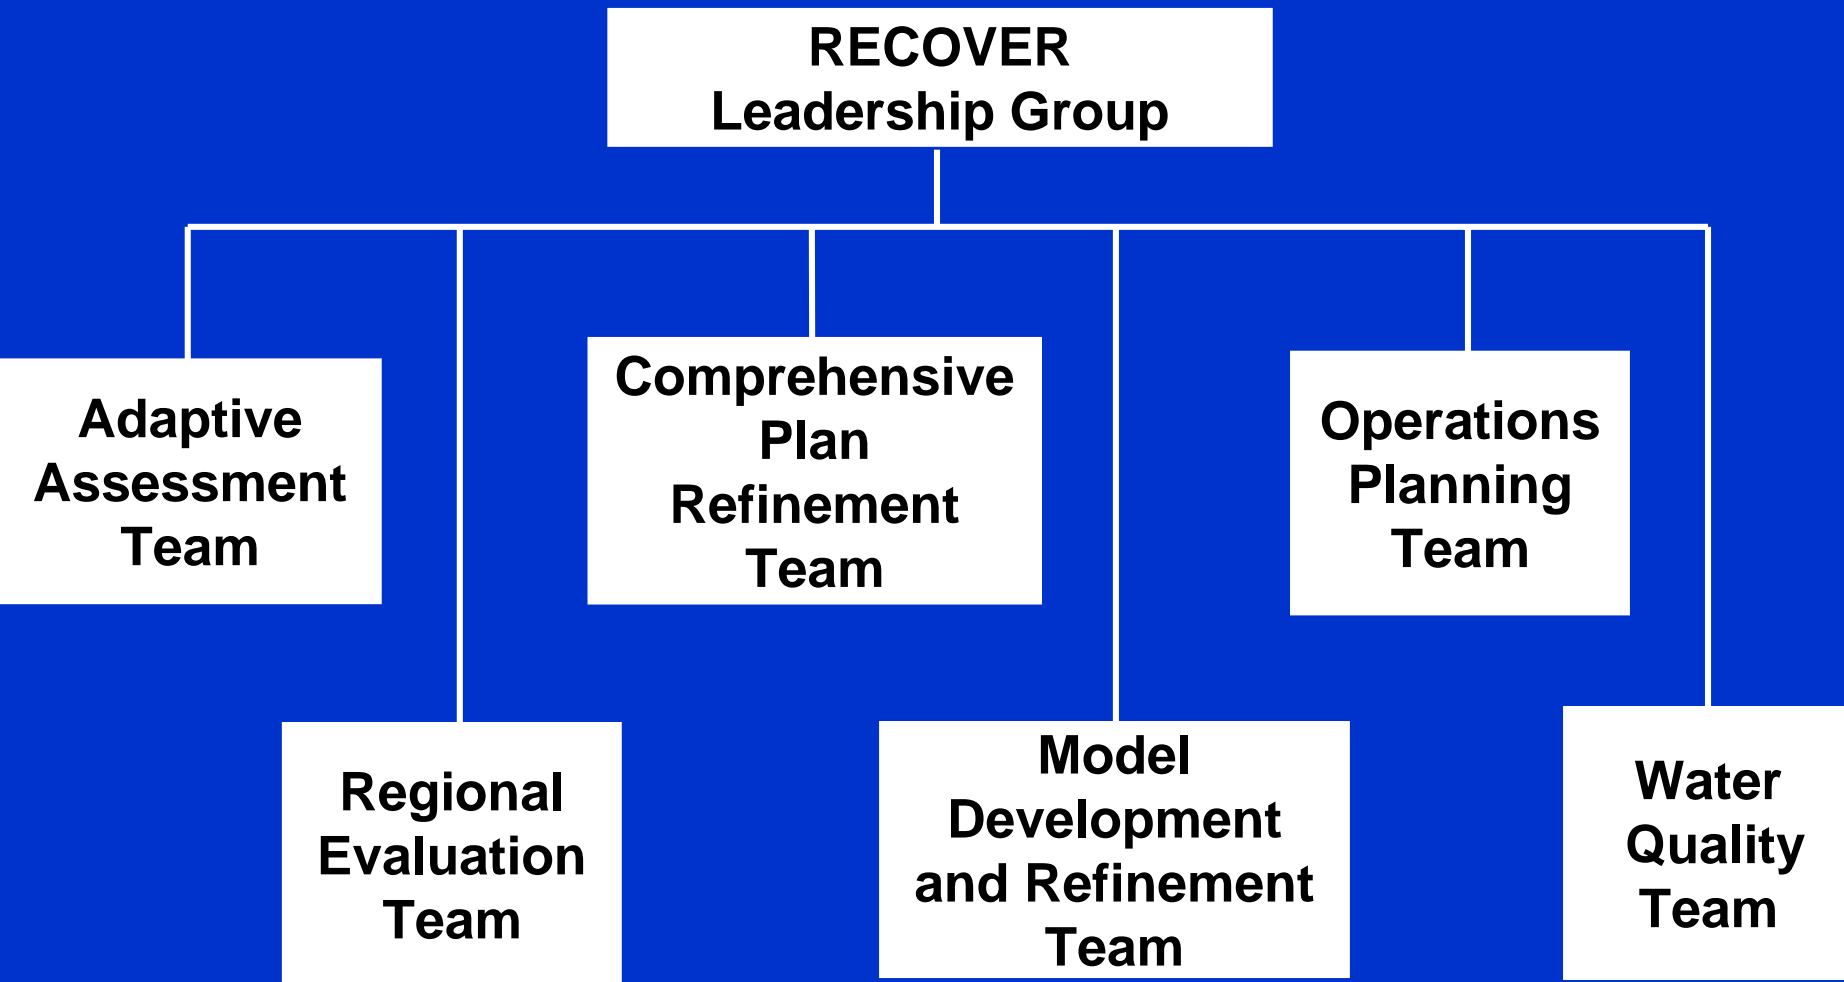 RECOVER
Leadership Group
Adaptive
Assessment
Team
Comprehensive
Plan
Refinement
Team
Operations
Planning
Team
Regional
Evaluation
Team
Model
Development
and Refinement
Team
Water
Quality
Team